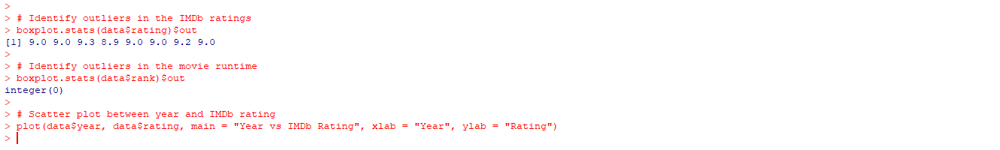 >
> # Identify outliers in the IMDb ratings
> boxplot.stats(data$rating)$out
[1] 9.0 9.0 9.3 8.9 9.0 9.0 9.2 9.0
>
> # Identify outliers in the movie runtime
> boxplot.stats(data$rank)$out
integer(0)
>
> # Scatter plot between year and IMDb rating
> plot(data$year, data$rating, main = "Year vs IMDb Rating", xlab = "Year", ylab = "Rating")
>